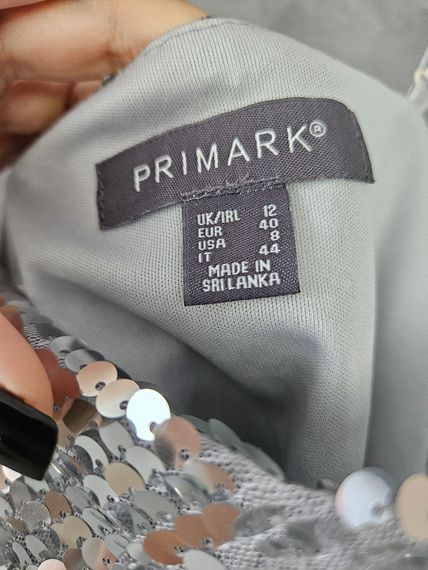 PRIMARK®
UK/IRL 12
EUR 40
USA 8
IT 44
MADE IN
SRI LANKA